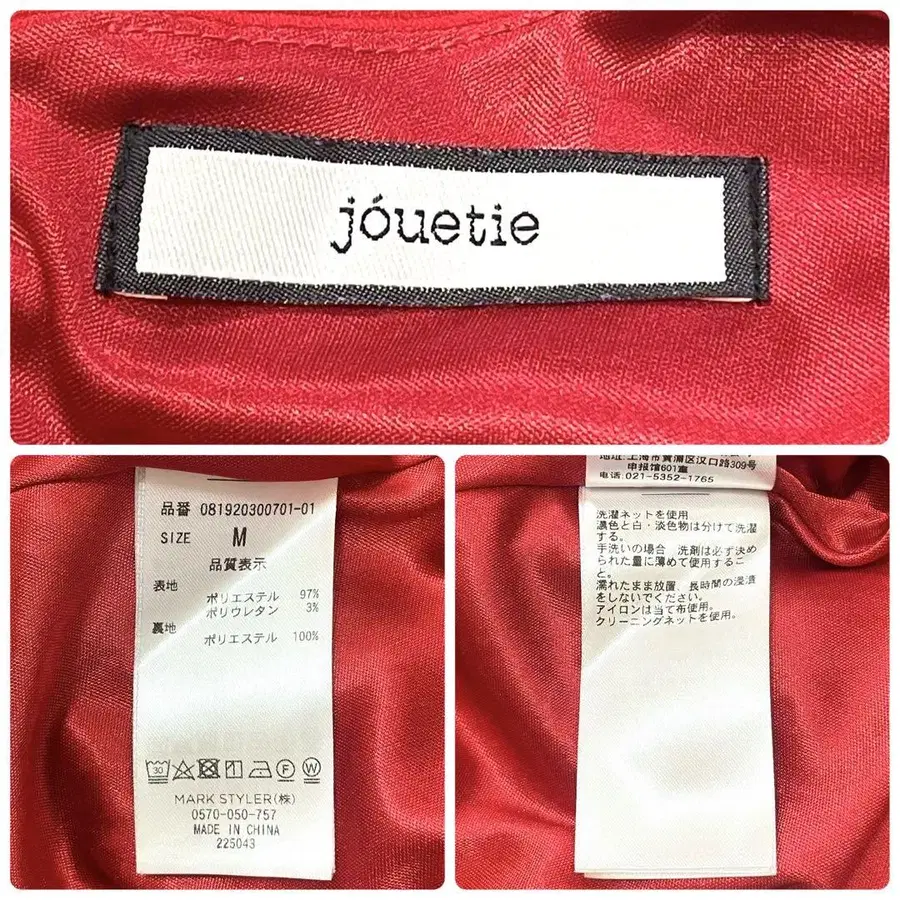 jóuetie
品番 081920300701-01
SIZE M
品質表示
表地
ポリエステル 97%
ポリウレタン 3%
裏地
ポリエステル 100%
30
F W
MARK STYLER(株)
0570-050-757
MADE IN CHINA
225043
地址:上海市黄浦区汉口路309号
申报馆601室
电话:021-5352-1765
洗濯ネットを使用
濃色と白・淡色物は分けて洗濯
する。
手洗いの場合 洗剤は必ず決め
られた量に薄めて使用するこ
と。
濡れたまま放置、長時間の浸漬
をしないでください。
アイロンは当て布使用。
クリーニングネットを使用。